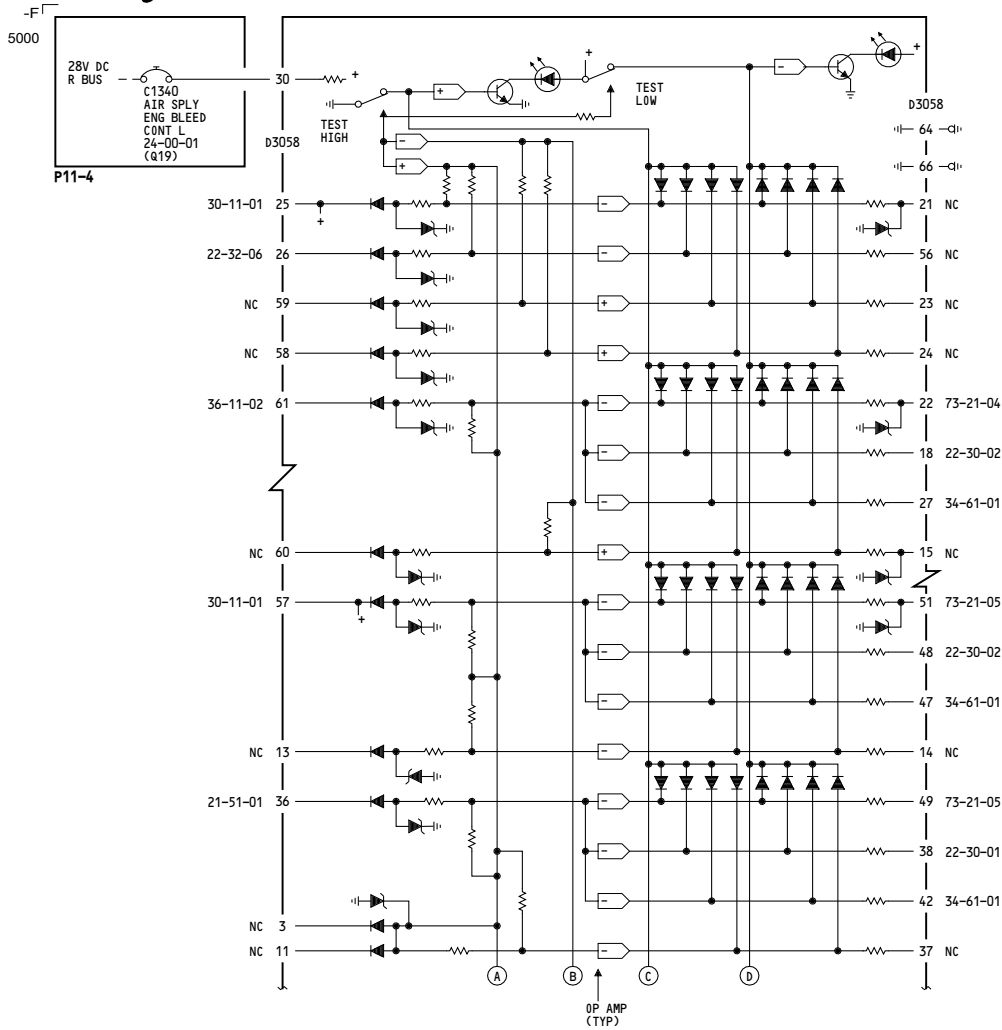 -F
5000
28V DC
R BUS
C1340
AIR SPLY
ENG BLEED
CONT L
24-00-01
(Q19)
P11-4
30
+
TEST
HIGH
D3058
+
-
+
+
TEST
LOW
-
+
D3058
64
66
30-11-01 25
+
-
21 NC
22-32-06 26
-
56 NC
NC 59
+
23 NC
NC 58
+
24 NC
36-11-02 61
-
22 73-21-04
-
18 22-30-02
-
27 34-61-01
NC 60
+
15 NC
30-11-01 57
+
-
51 73-21-05
-
48 22-30-02
-
47 34-61-01
NC 13
-
14 NC
21-51-01 36
-
49 73-21-05
-
38 22-30-01
-
42 34-61-01
NC 3
NC 11
-
37 NC
A
B
C
D
OP AMP
(TYP)